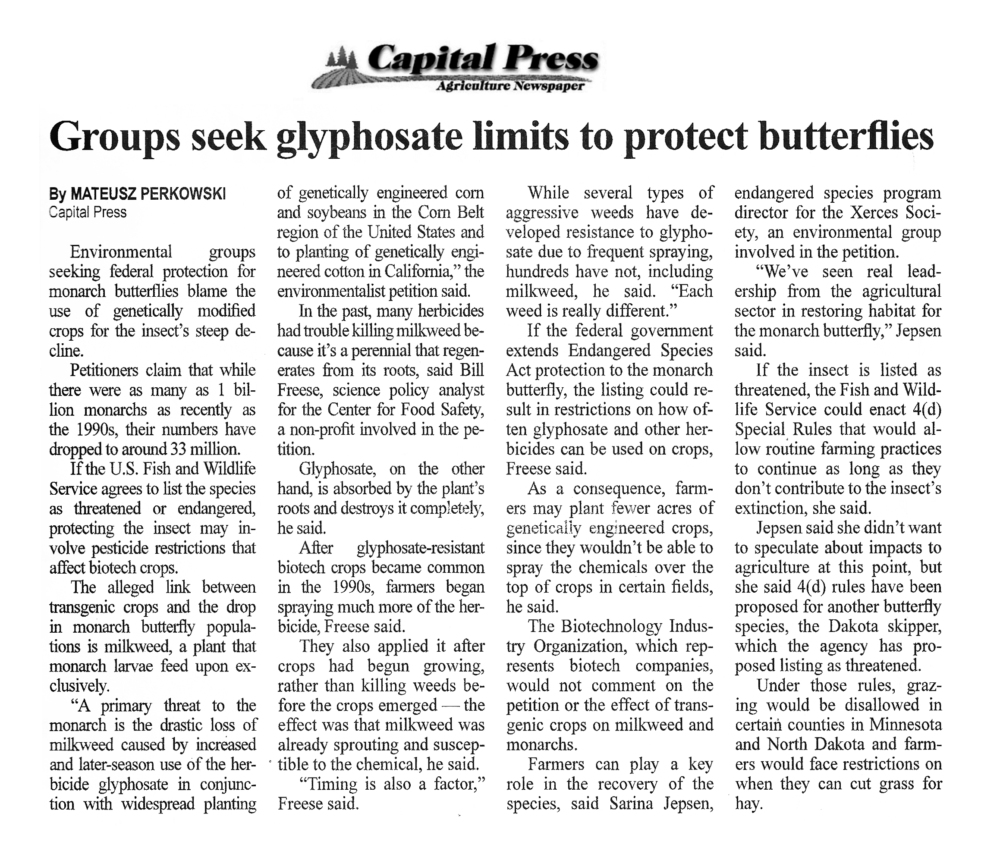 Capital Press
Agriculture Newspaper
Groups seek glyphosate limits to protect butterflies
By MATEUSZ PERKOWSKI
Capital Press
Environmental groups
seeking federal protection for
monarch butterflies blame the
use of genetically modified
crops for the insect's steep de-
cline.
Petitioners claim that while
there were as many as 1 bil-
lion monarchs as recently as
the 1990s, their numbers have
dropped to around 33 million.
If the U.S. Fish and Wildlife
Service agrees to list the species
as threatened or endangered,
protecting the insect may in-
volve pesticide restrictions that
affect biotech crops.
The alleged link between
transgenic crops and the drop
in monarch butterfly popula-
tions is milkweed, a plant that
monarch larvae feed upon ex-
clusively.
“A primary threat to the
monarch is the drastic loss of
milkweed caused by increased
and later-season use of the her-
bicide glyphosate in conjunc-
tion with widespread planting
of genetically engineered corn
and soybeans in the Corn Belt
region of the United States and
to planting of genetically engi-
neered cotton in California,” the
environmentalist petition said.
In the past, many herbicides
had trouble killing milkweed be-
cause it's a perennial that regen-
erates from its roots, said Bill
Freese, science policy analyst
for the Center for Food Safety,
a non-profit involved in the pe-
tition.
Glyphosate, on the other
hand, is absorbed by the plant's
roots and destroys it completely,
he said.
After glyphosate-resistant
biotech crops became common
in the 1990s, farmers began
spraying much more of the her-
bicide, Freese said.
They also applied it after
crops had begun growing,
rather than killing weeds be-
fore the crops emerged — the
effect was that milkweed was
already sprouting and suscep-
tible to the chemical, he said.
“Timing is also a factor,”
Freese said.
While several types of
aggressive weeds have de-
veloped resistance to glypho-
sate due to frequent spraying,
hundreds have not, including
milkweed, he said. “Each
weed is really different.”
If the federal government
extends Endangered Species
Act protection to the monarch
butterfly, the listing could re-
sult in restrictions on how of-
ten glyphosate and other her-
bicides can be used on crops,
Freese said.
As a consequence, farm-
ers may plant fewer acres of
genetically engineered crops,
since they wouldn't be able to
spray the chemicals over the
top of crops in certain fields,
he said.
The Biotechnology Indus-
try Organization, which rep-
resents biotech companies,
would not comment on the
petition or the effect of trans-
genic crops on milkweed and
monarchs.
Farmers can play a key
role in the recovery of the
species, said Sarina Jepsen,
endangered species program
director for the Xerces Soci-
ety, an environmental group
involved in the petition.
“We've seen real lead-
ership from the agricultural
sector in restoring habitat for
the monarch butterfly,” Jepsen
said.
If the insect is listed as
threatened, the Fish and Wild-
life Service could enact 4(d)
Special Rules that would al-
low routine farming practices
to continue as long as they
don't contribute to the insect's
extinction, she said.
Jepsen said she didn't want
to speculate about impacts to
agriculture at this point, but
she said 4(d) rules have been
proposed for another butterfly
species, the Dakota skipper,
which the agency has pro-
posed listing as threatened.
Under those rules, graz-
ing would be disallowed in
certain counties in Minnesota
and North Dakota and farm-
ers would face restrictions on
when they can cut grass for
hay.